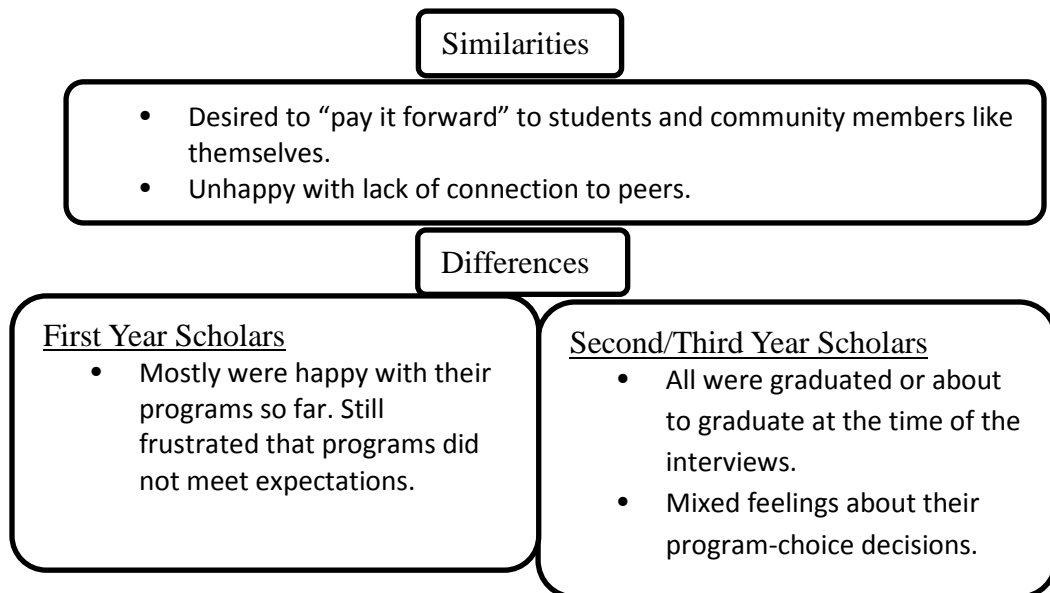 Similarities
• Desired to “pay it forward” to students and community members like
themselves.
• Unhappy with lack of connection to peers.
Differences
First Year Scholars
• Mostly were happy with their
programs so far. Still
frustrated that programs did
not meet expectations.
Second/Third Year Scholars
• All were graduated or about
to graduate at the time of the
interviews.
• Mixed feelings about their
program-choice decisions.